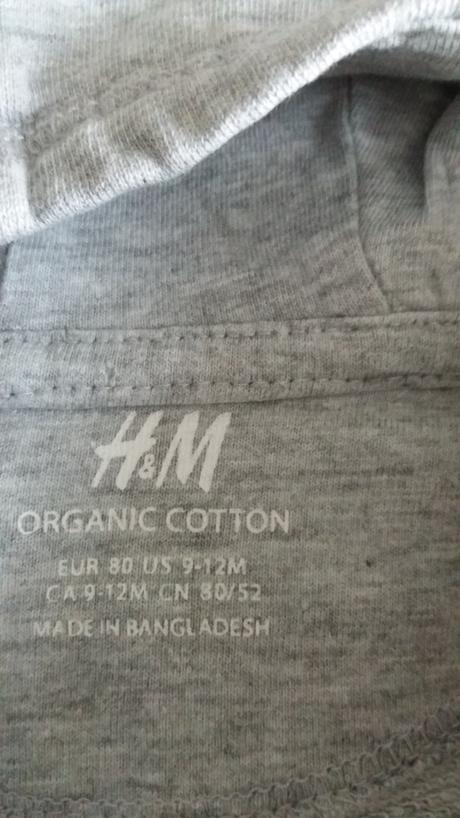 H&M
ORGANIC COTTON
EUR 80 US 9-12M
CA 9-12M CN 80/52
MADE IN BANGLADESH